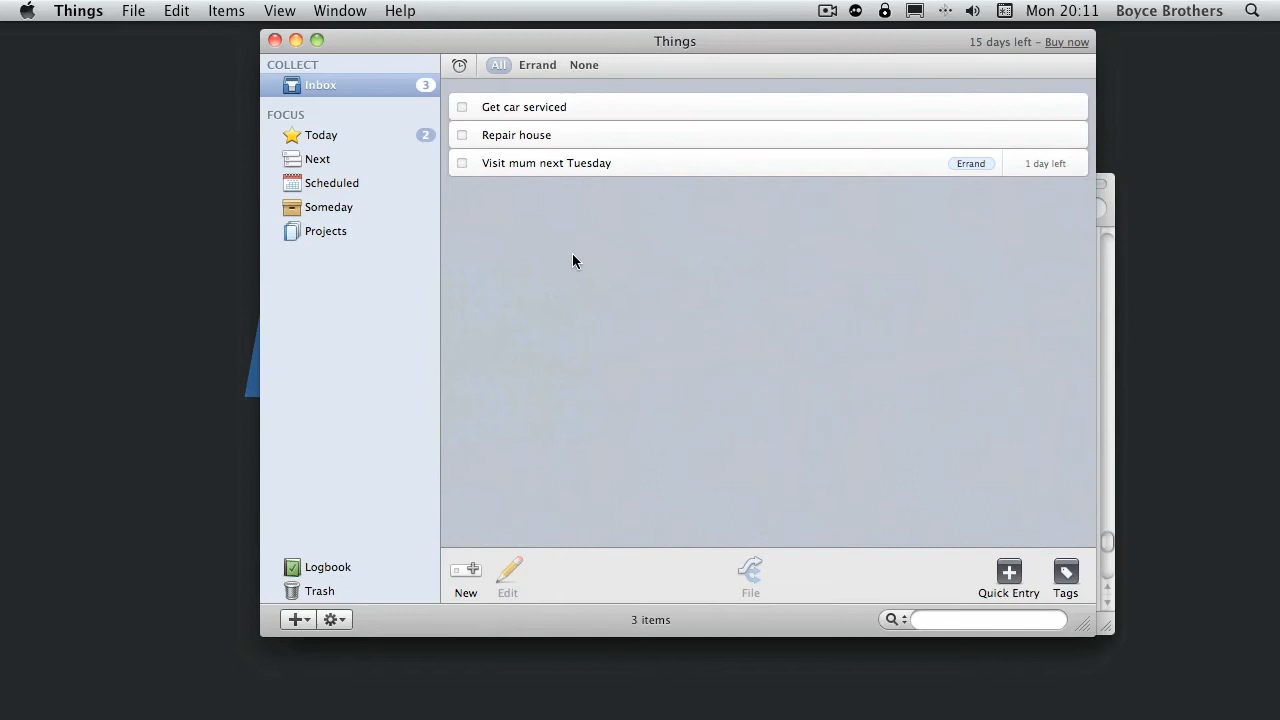 Things File Edit Items View Window Help Mon 20:11 Boyce Brothers
Things 15 days left – Buy now
COLLECT
Inbox 3
FOCUS
Today 2
Next
Scheduled
Someday
Projects
Logbook
Trash
All Errand None
Get car serviced
Repair house
Visit mum next Tuesday Errand 1 day left
New Edit File Quick Entry Tags
3 items